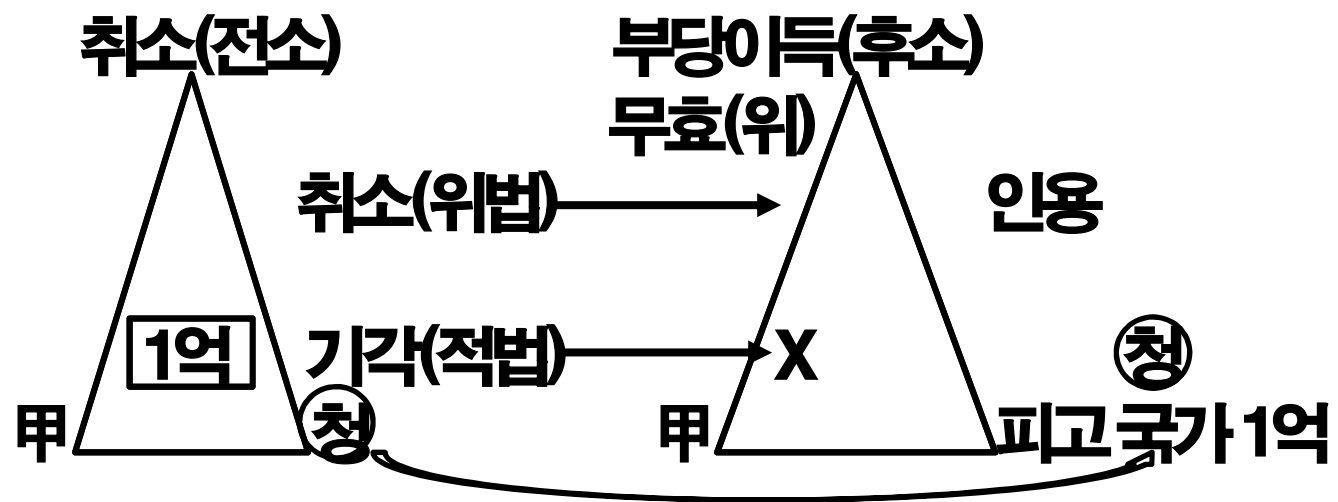 취소(전소)
부당이득(후소)
무효(위)
취소(위법)
인용
1억
기각(적법)
X
청
甲
청
甲
피고 국가 1억